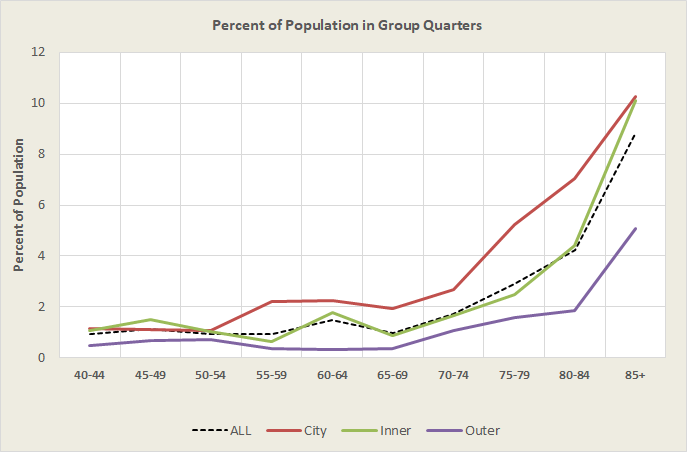 Percent of Population in Group Quarters
Percent of Population
12
10
8
6
4
2
0
40-44 45-49 50-54 55-59 60-64 65-69 70-74 75-79 80-84 85+
ALL City Inner Outer